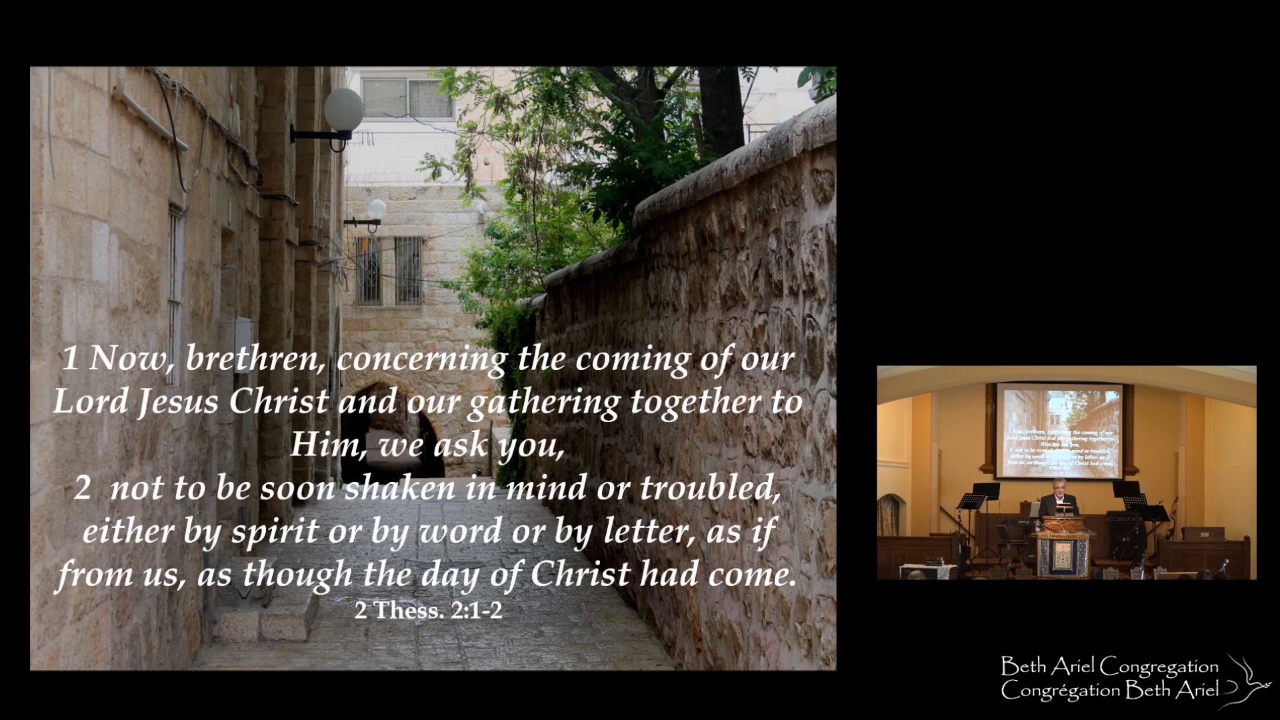 1 Now, brethren, concerning the coming of our
Lord Jesus Christ and our gathering together to
Him, we ask you,
2 not to be soon shaken in mind or troubled,
either by spirit or by word or by letter, as if
from us, as though the day of Christ had come.
2 Thess. 2:1-2
Beth Ariel Congregation
Congrégation Beth Ariel